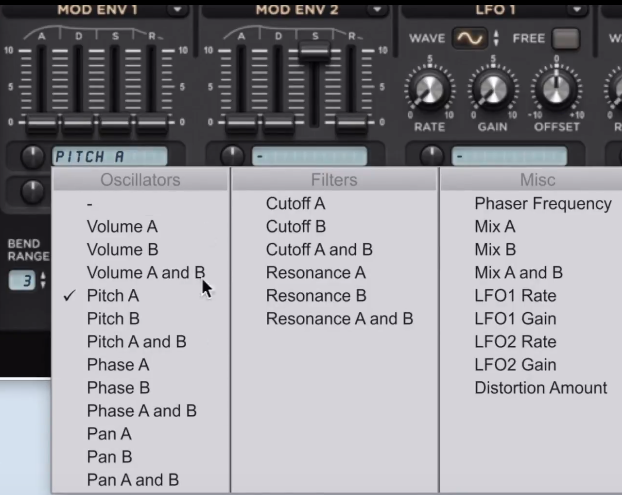 MOD ENV 1
MOD ENV 2
LFO 1
A D S R
10
5
0
10
5
0
A D S R
10
5
0
10
5
0
WAVE
FREE
W
5
0 10
RATE
5
0 10
GAIN
0
-10 +10
OFFSET
R
PITCH A
-
-
BEND
RANGE
3
Oscillators
-
Volume A
Volume B
Volume A and B
✓ Pitch A
Pitch B
Pitch A and B
Phase A
Phase B
Phase A and B
Pan A
Pan B
Pan A and B
Filters
Cutoff A
Cutoff B
Cutoff A and B
Resonance A
Resonance B
Resonance A and B
Misc
Phaser Frequency
Mix A
Mix B
Mix A and B
LFO1 Rate
LFO1 Gain
LFO2 Rate
LFO2 Gain
Distortion Amount